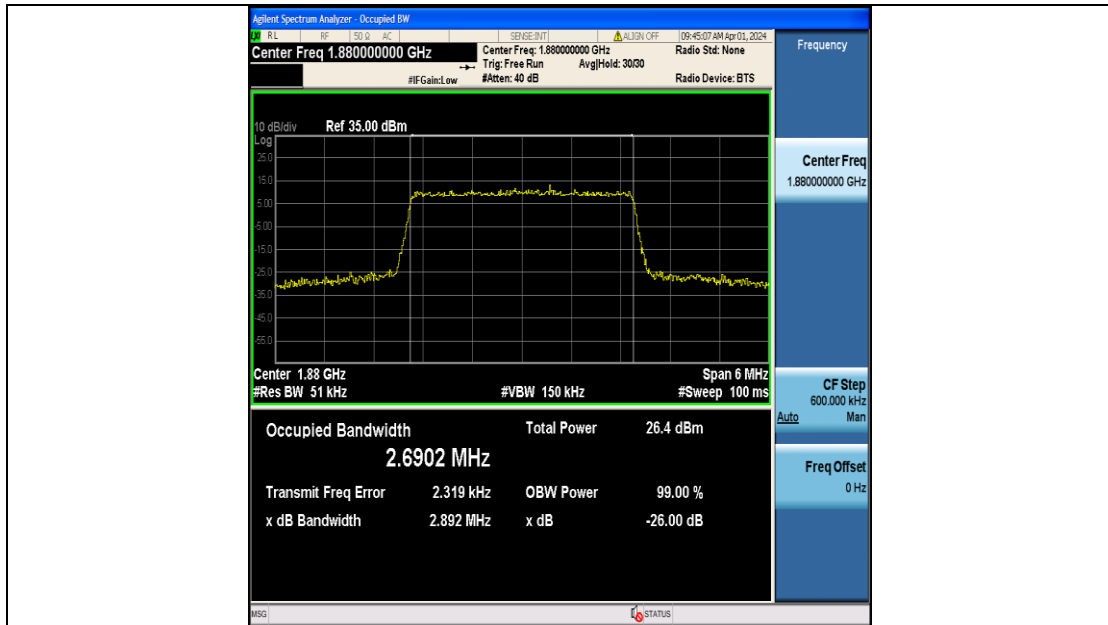 Agilent Spectrum Analyzer - Occupied BW
RL RF 50 Ω AC SENSE:INT ALIGN OFF 09:45:07 AM Apr 01, 2024
Center Freq 1.880000000 GHz
Center Freq: 1.880000000 GHz Radio Std: None
Trig: Free Run Avg|Hold: 30/30
#IFGain:Low #Atten: 40 dB Radio Device: BTS
10 dB/div Ref 35.00 dBm
Log
25.0
15.0
5.00
-5.00
-15.0
-25.0
-35.0
-45.0
-55.0
Center 1.88 GHz Span 6 MHz
#Res BW 51 kHz #VBW 150 kHz #Sweep 100 ms
Occupied Bandwidth Total Power 26.4 dBm
2.6902 MHz
Transmit Freq Error 2.319 kHz OBW Power 99.00 %
x dB Bandwidth 2.892 MHz x dB -26.00 dB
MSG STATUS
Frequency
Center Freq
1.880000000 GHz
CF Step
600.000 kHz
Auto Man
Freq Offset
0 Hz